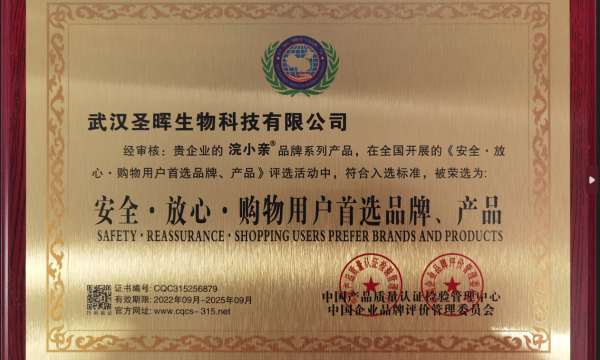 武汉圣晖生物科技有限公司
经审核：贵企业的 浣小亲® 品牌系列产品，在全国开展的《安全·放
心·购物用户首选品牌、产品》评选活动中，符合入选标准，被荣选为：
安全·放心·购物用户首选品牌、产品
SAFETY · REASSURANCE · SHOPPING USERS PREFER BRANDS AND PRODUCTS
证书编号: CQC315256879
有效期限: 2022年09月-2025年09月
官方网址: www.cqcs-315.net
扫码验证
中国产品质量认证检验管理中心
中国企业品牌评价管理委员会